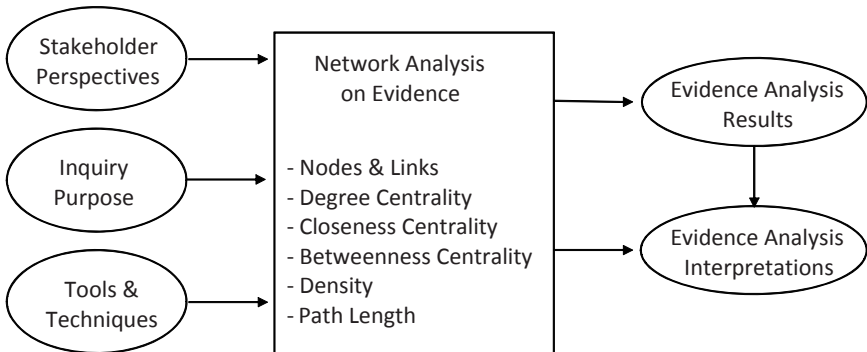 Stakeholder
Perspectives
Inquiry
Purpose
Tools &
Techniques
Network Analysis
on Evidence
- Nodes & Links
- Degree Centrality
- Closeness Centrality
- Betweenness Centrality
- Density
- Path Length
Evidence Analysis
Results
Evidence Analysis
Interpretations